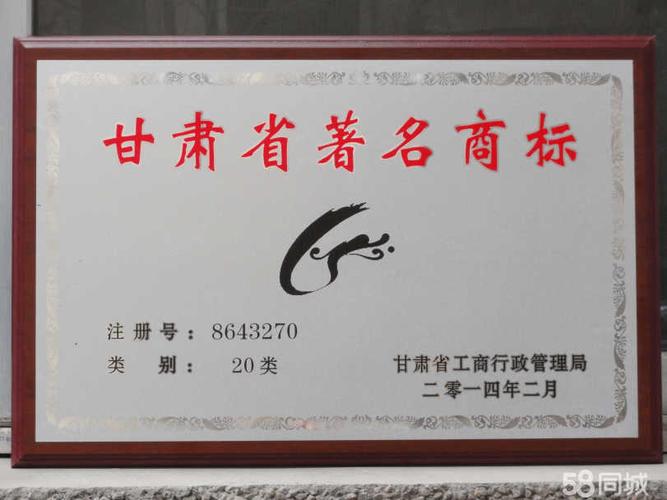 甘肃省著名商标
注册号：8643270
类别：20类
甘肃省工商行政管理局
二零一四年二月
58同城